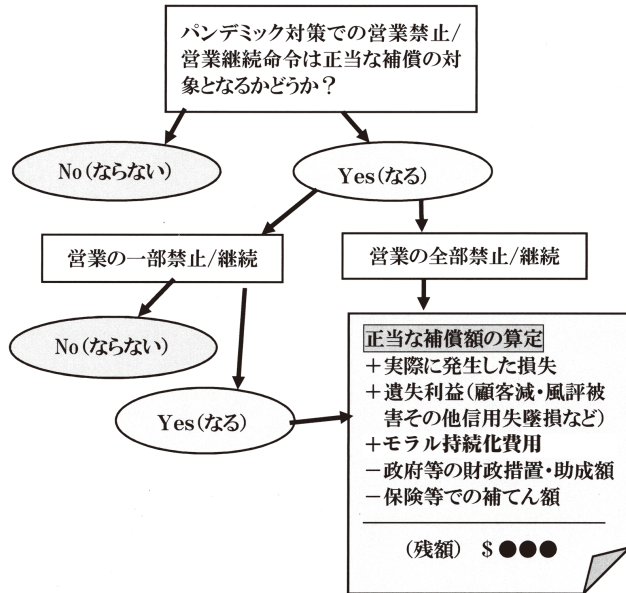 パンデミック対策での営業禁止/
営業継続命令は正当な補償の対
象となるかどうか？
No(ならない)
Yes(なる)
営業の一部禁止/継続
営業の全部禁止/継続
No(ならない)
Yes(なる)
正当な補償額の算定
＋実際に発生した損失
＋遺失利益(顧客減・風評被
害その他信用失墜損など)
＋モラル持続化費用
－政府等の財政措置・助成額
－保険等での補てん額
(残額) $●●●